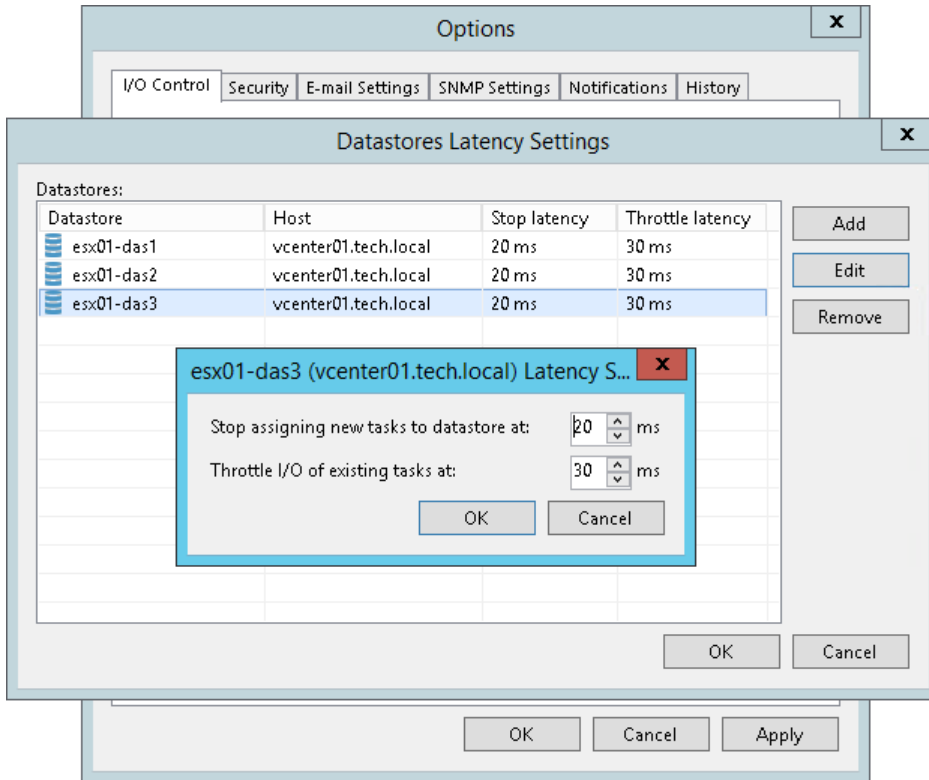 Options
x
I/O Control Security E-mail Settings SNMP Settings Notifications History
Datastores Latency Settings
x
Datastores:
Datastore Host Stop latency Throttle latency
esx01-das1 vcenter01.tech.local 20 ms 30 ms
esx01-das2 vcenter01.tech.local 20 ms 30 ms
esx01-das3 vcenter01.tech.local 20 ms 30 ms
Add
Edit
Remove
esx01-das3 (vcenter01.tech.local) Latency S...
x
Stop assigning new tasks to datastore at: 20 ms
Throttle I/O of existing tasks at: 30 ms
OK Cancel
OK Cancel
OK Cancel Apply